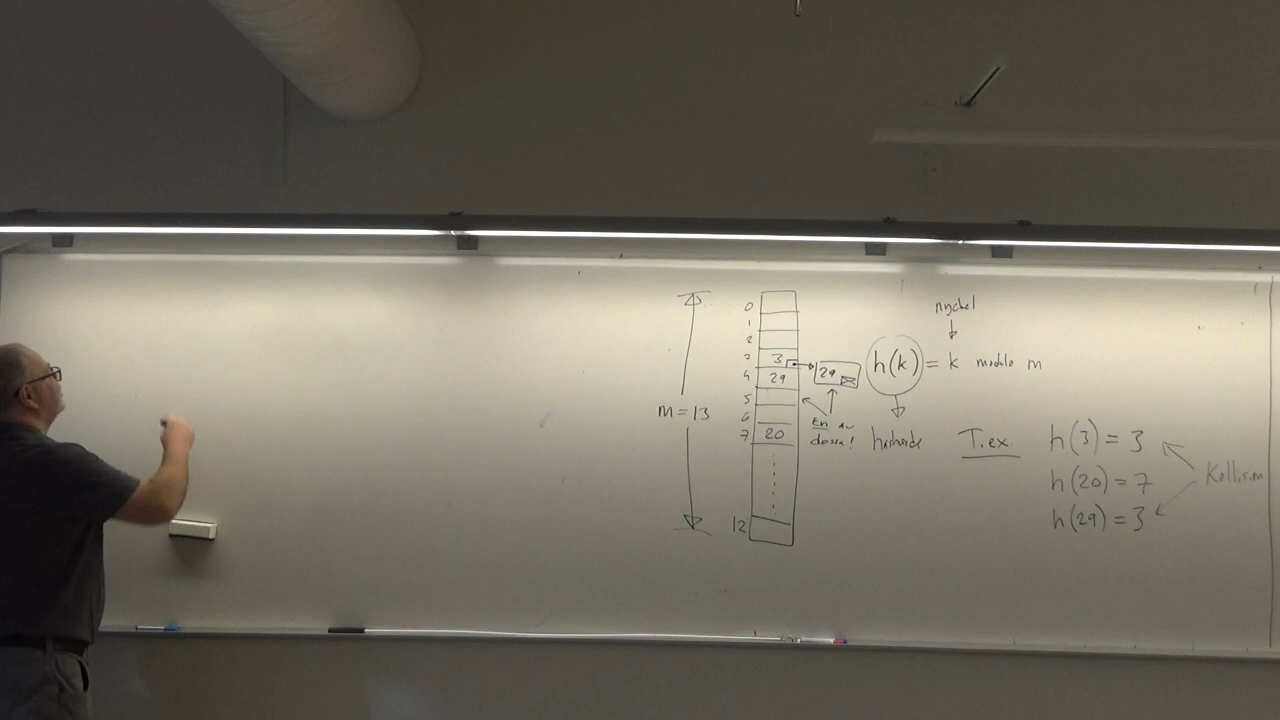 nyckel
0
1
2
3 3 29
h(k) = k modulo m
4 29
5
m = 13
6
En av
dessa!
7 20
hashkod
T.ex.
h(3) = 3
h(20) = 7
Kollision
h(29) = 3
12